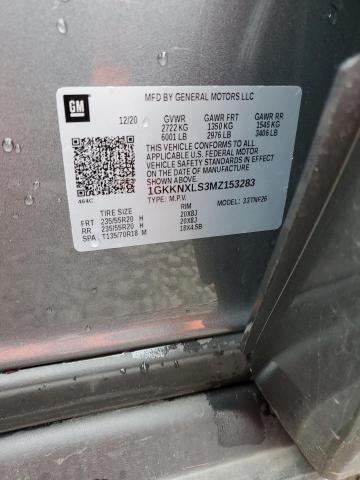 GM
MFD BY GENERAL MOTORS LLC
12/20 GVWR GAWR FRT GAWR RR
2722 KG 1350 KG 1545 KG
6001 LB 2976 LB 3406 LB
THIS VEHICLE CONFORMS TO ALL
APPLICABLE U.S. FEDERAL MOTOR
VEHICLE SAFETY STANDARDS IN EFFECT
ON THE DATE OF MANUFACTURE SHOWN
ABOVE.
464C
1GKKNXLS3MZ153283
TYPE: M.P.V. MODEL: 33TNF26
TIRE SIZE RIM
FRT 235/55R20 H 20X8J
RR 235/55R20 H 20X8J
SPA T135/70R18 M 18X4.5B